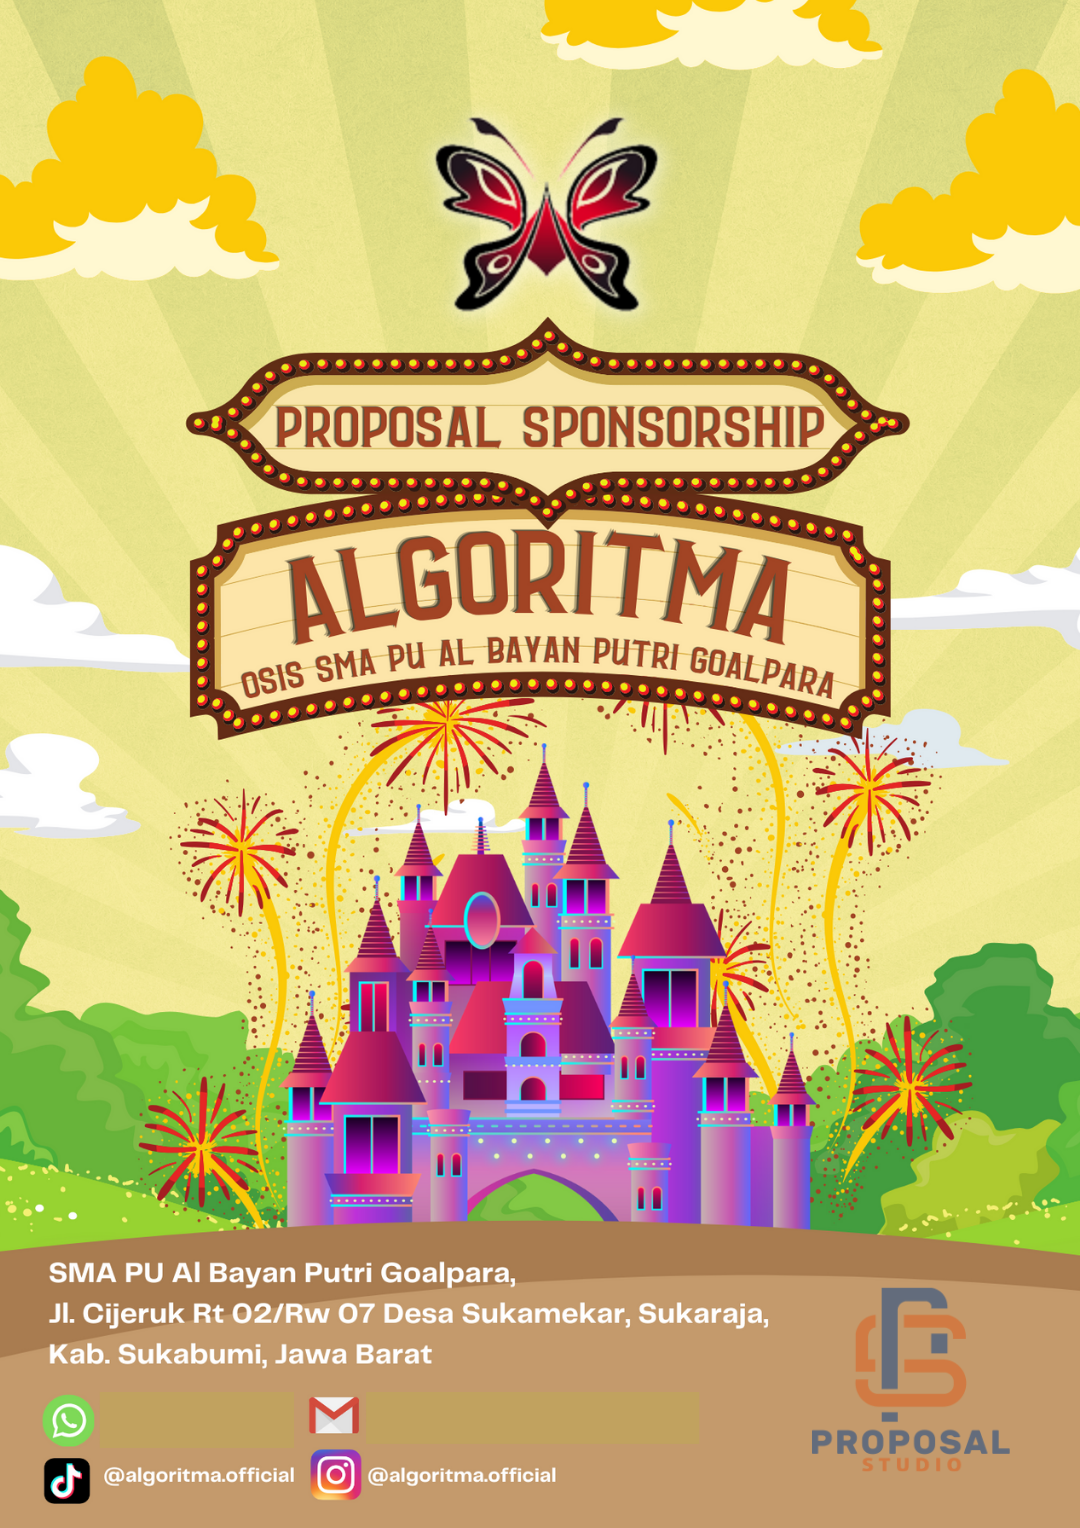 PROPOSAL SPONSORSHIP
ALGORITMA
OSIS SMA PU AL BAYAN PUTRI GOALPARA
SMA PU Al Bayan Putri Goalpara,
Jl. Cijeruk Rt 02/Rw 07 Desa Sukamekar, Sukaraja,
Kab. Sukabumi, Jawa Barat
@algoritma.official
@algoritma.official
PROPOSAL
STUDIO